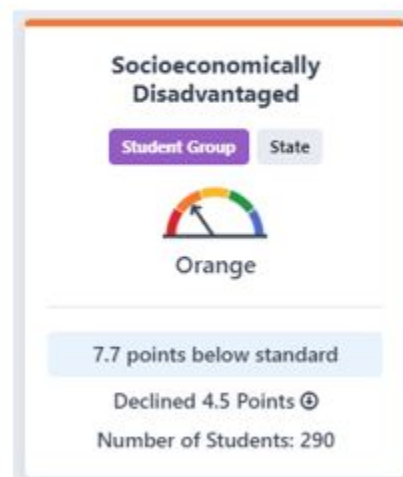 Socioeconomically
Disadvantaged
Student Group State
Orange
7.7 points below standard
Declined 4.5 Points
Number of Students: 290